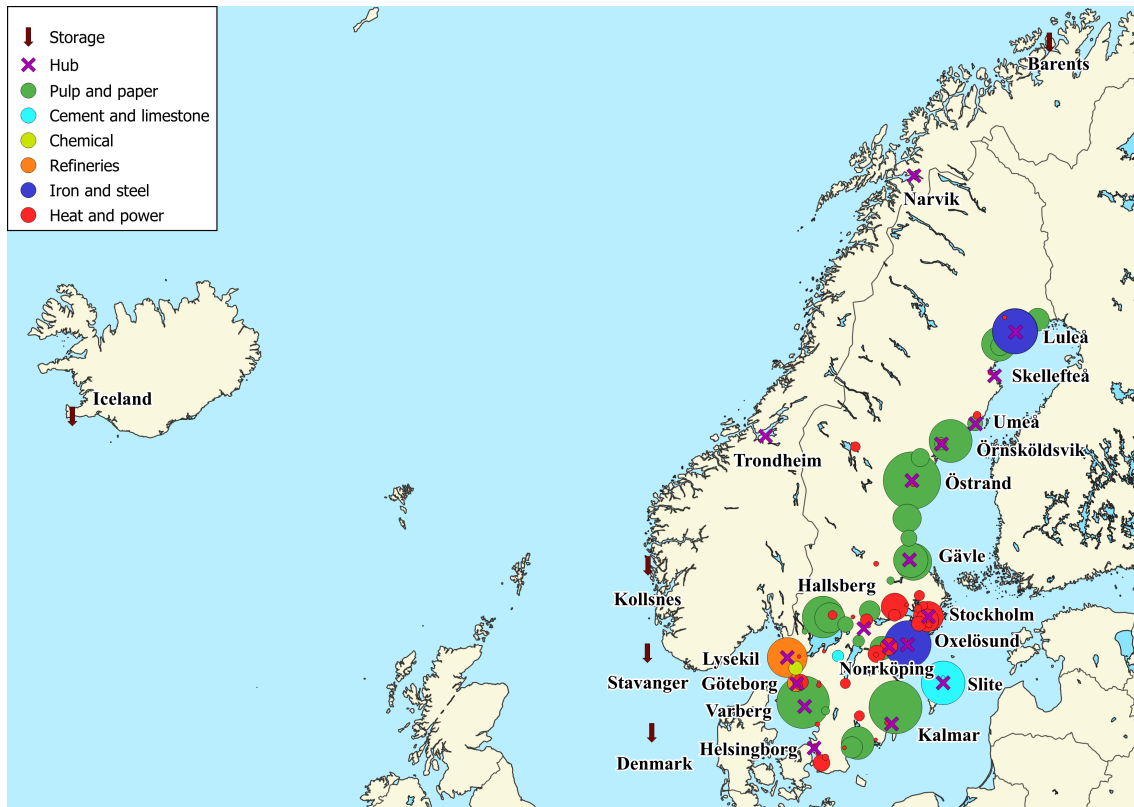 Storage
Hub
Pulp and paper
Cement and limestone
Chemical
Refineries
Iron and steel
Heat and power
Barents
Narvik
Luleå
Skellefteå
Iceland
Umeå
Örnsköldsvik
Trondheim
Östrand
Gävle
Hallsberg
Kollsnes
Stockholm
Oxelösund
Lysekil
Norrköping
Stavanger
Göteborg
Slite
Varberg
Kalmar
Helsingborg
Denmark